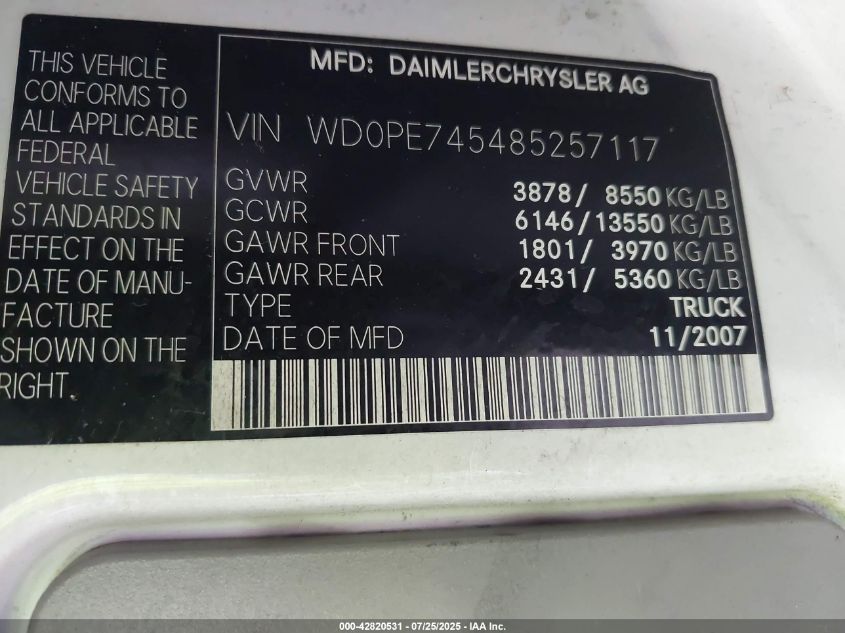 THIS VEHICLE
CONFORMS TO
ALL APPLICABLE
FEDERAL
VEHICLE SAFETY
STANDARDS IN
EFFECT ON THE
DATE OF MANU-
FACTURE
SHOWN ON THE
RIGHT.
MFD: DAIMLERCHRYSLER AG
VIN WD0PE745485257117
GVWR 3878/ 8550 KG/LB
GCWR 6146/13550 KG/LB
GAWR FRONT 1801/ 3970 KG/LB
GAWR REAR 2431/ 5360 KG/LB
TYPE TRUCK
DATE OF MFD 11/2007
000-42820531 - 07/25/2025 - IAA Inc.